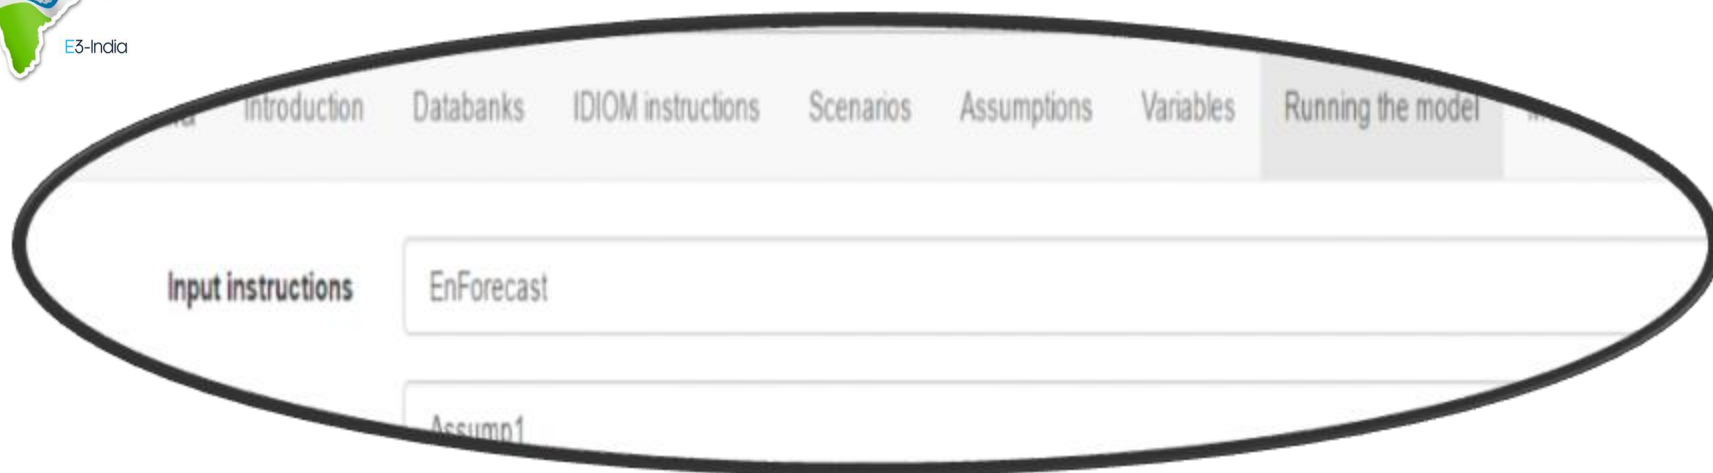 E3-India
Introduction Databanks IDIOM instructions Scenarios Assumptions Variables Running the model
Input instructions EnForecast
Assump1